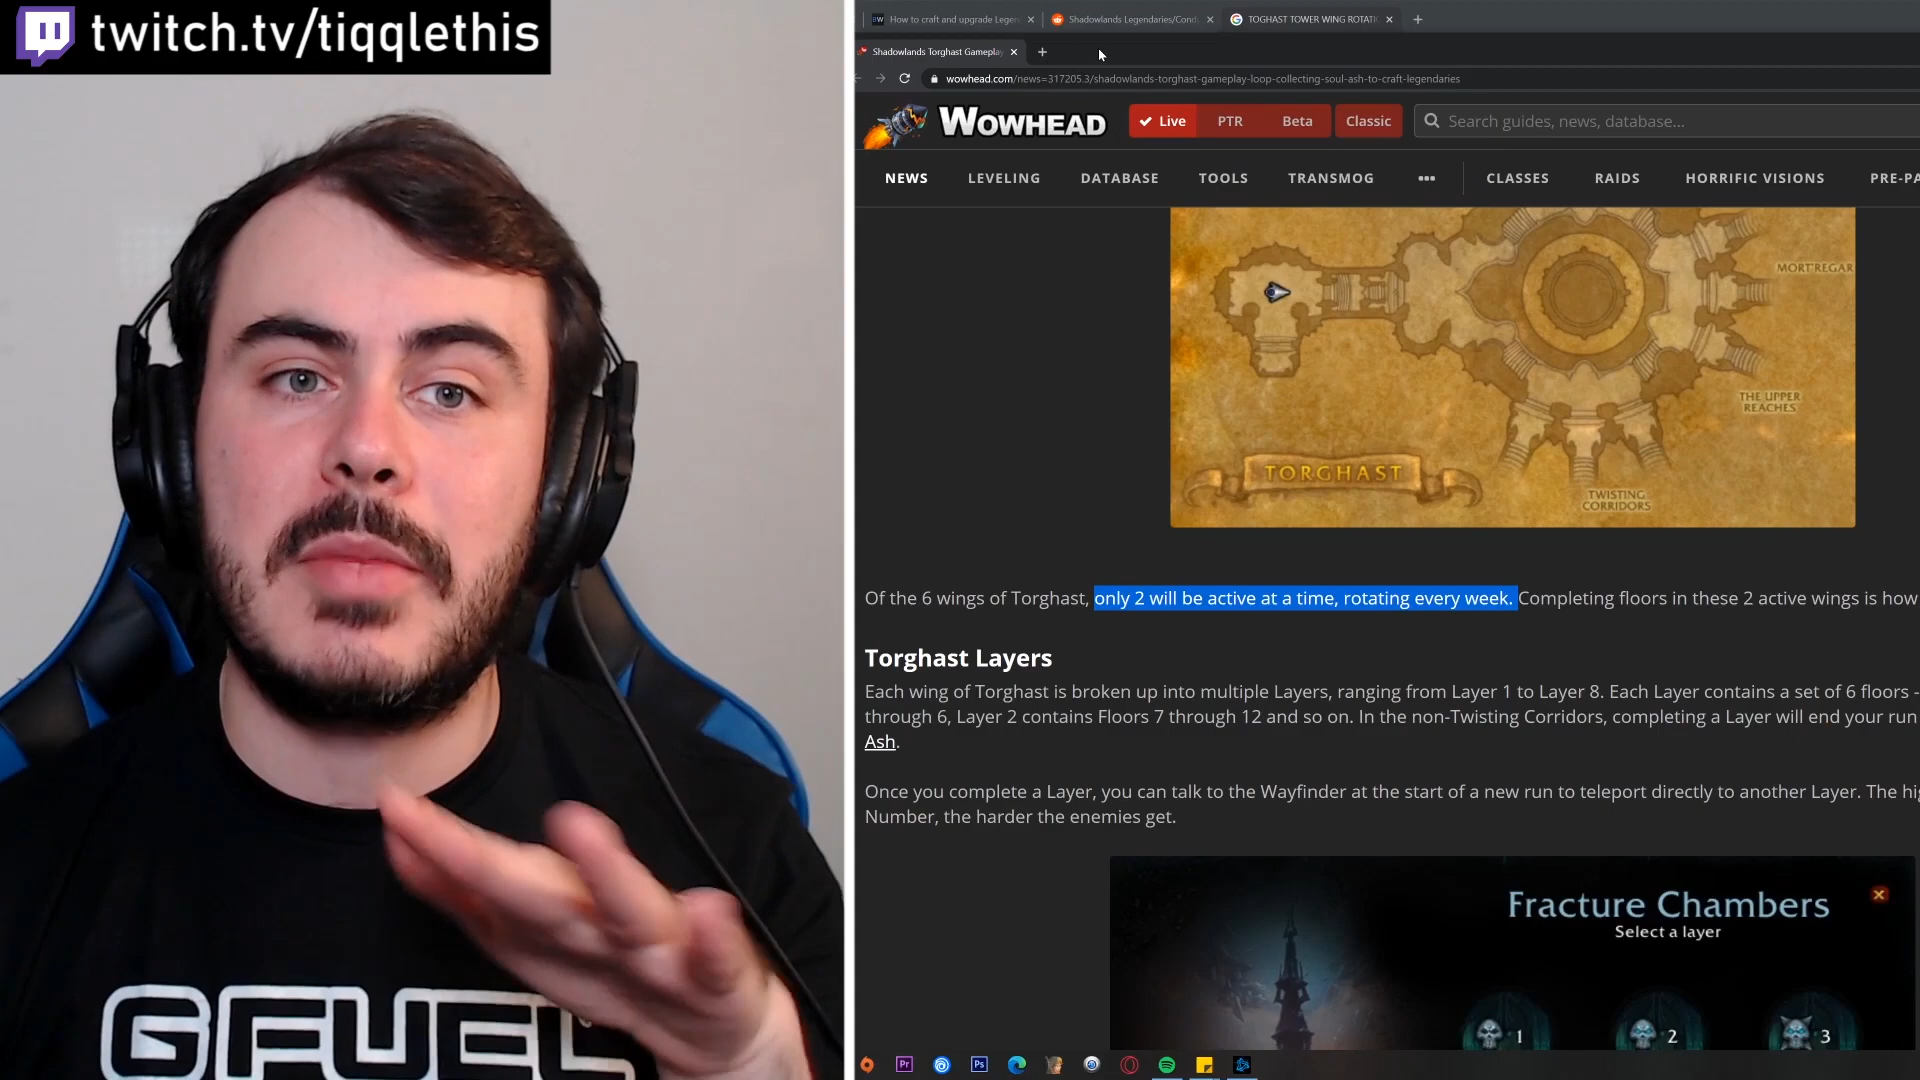 twitch.tv/tiqqlethis
How to craft and upgrade Legen
Shadowlands Legendaries/Cond
TOGHAST TOWER WING ROTATI
Shadowlands Torghast Gamepla
wowhead.com/news=317205.3/shadowlands-torghast-gameplay-loop-collecting-soul-ash-to-craft-legendaries
WOWHEAD
Live
PTR
Beta
Classic
Search guides, news, database...
NEWS
LEVELING
DATABASE
TOOLS
TRANSMOG
CLASSES
RAIDS
HORRIFIC VISIONS
PRE-PA
MORT'REGAR
THE UPPER
REACHES
TORGHAST
TWISTING
CORRIDORS
Of the 6 wings of Torghast, only 2 will be active at a time, rotating every week. Completing floors in these 2 active wings is how
Torghast Layers
Each wing of Torghast is broken up into multiple Layers, ranging from Layer 1 to Layer 8. Each Layer contains a set of 6 floors -
through 6, Layer 2 contains Floors 7 through 12 and so on. In the non-Twisting Corridors, completing a Layer will end your run
Ash.
Once you complete a Layer, you can talk to the Wayfinder at the start of a new run to teleport directly to another Layer. The hig
Number, the harder the enemies get.
Fracture Chambers
Select a layer
1
2
3
G FUEL
Pr
Ps